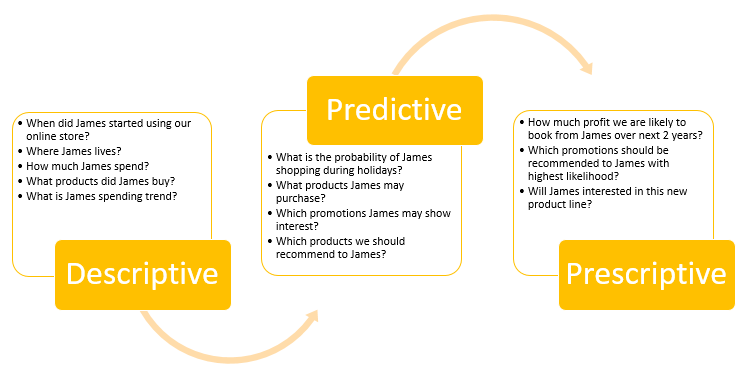 • When did James started using our
online store?
• Where James lives?
• How much James spend?
• What products did James buy?
• What is James spending trend?
Descriptive
Predictive
• What is the probability of James
shopping during holidays?
• What products James may
purchase?
• Which promotions James may show
interest?
• Which products we should
recommend to James?
• How much profit we are likely to
book from James over next 2 years?
• Which promotions should be
recommended to James with
highest likelihood?
• Will James interested in this new
product line?
Prescriptive